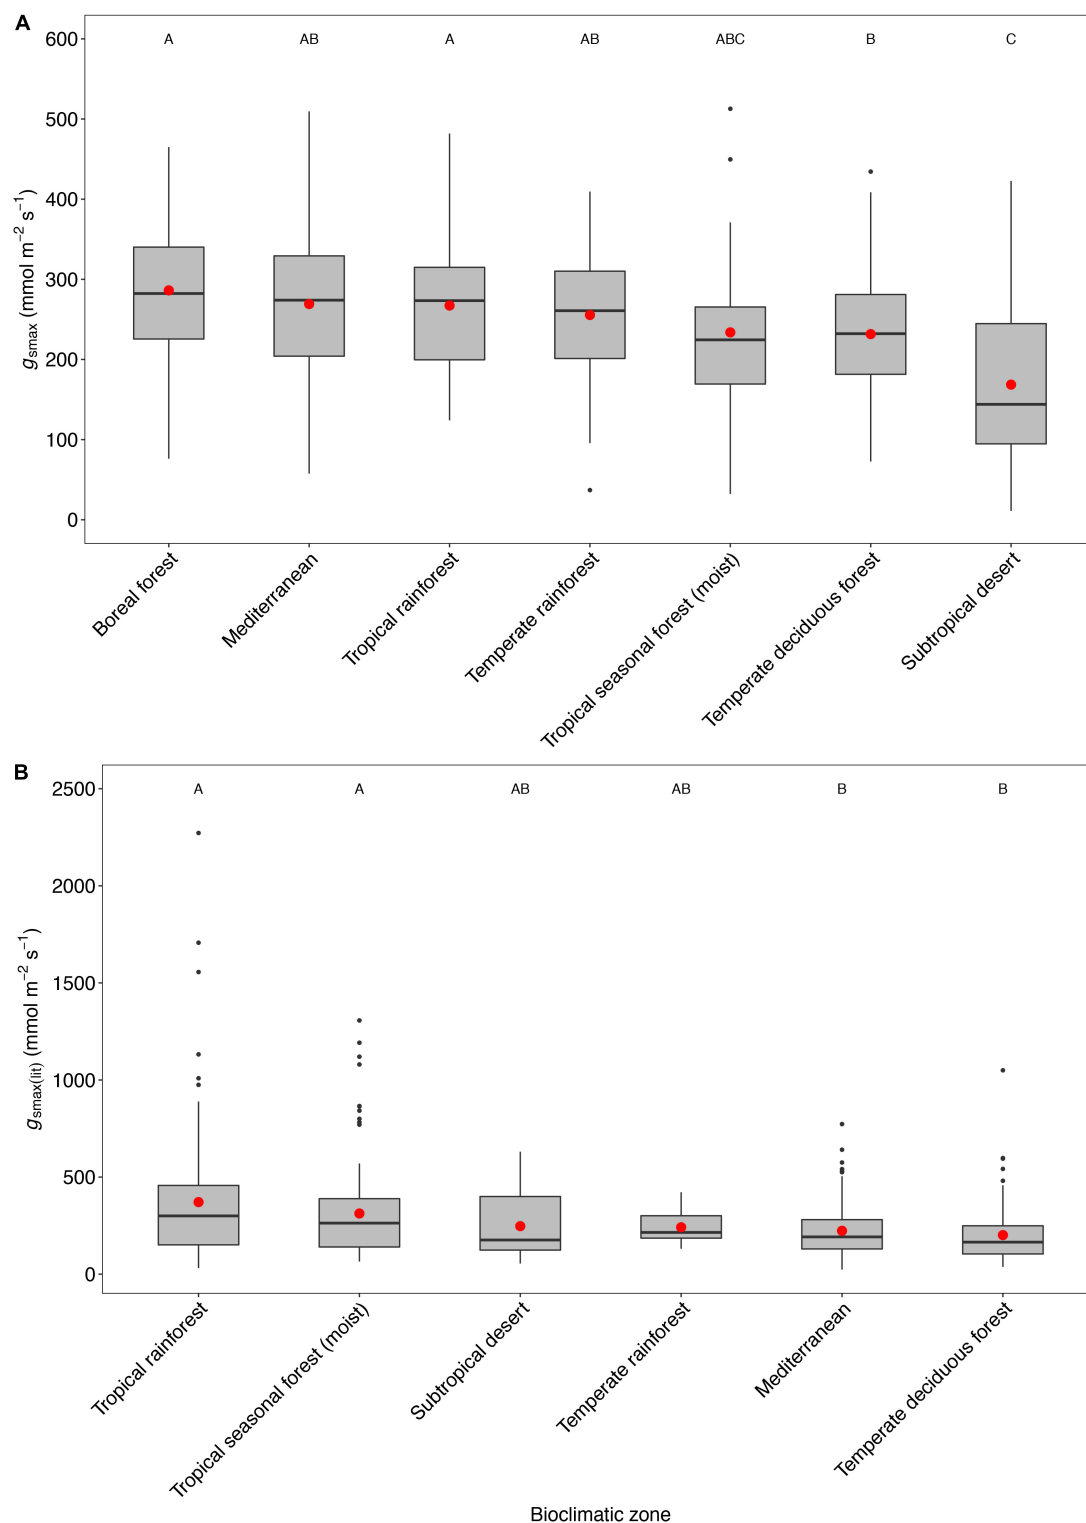 A
A AB A AB ABC B C
600
500
400
300
200
100
0
gsmax (mmol m−2 s−1)
Boreal forest
Mediterranean
Tropical rainforest
Temperate rainforest
Tropical seasonal forest (moist)
Temperate deciduous forest
Subtropical desert
B
A A AB AB B B
2500
2000
1500
1000
500
0
gsmax(lit) (mmol m−2 s−1)
Tropical rainforest
Tropical seasonal forest (moist)
Subtropical desert
Temperate rainforest
Mediterranean
Temperate deciduous forest
Bioclimatic zone